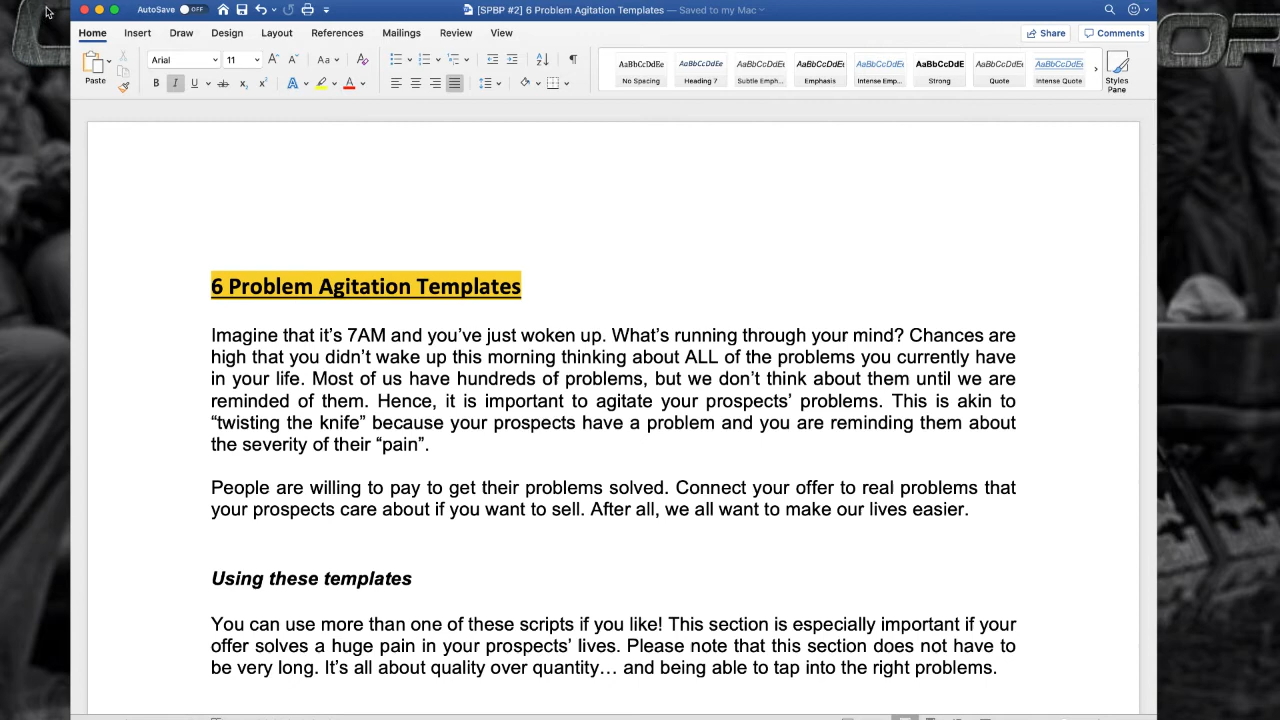 AutoSave OFF
[SPBP #2] 6 Problem Agitation Templates — Saved to my Mac
Home Insert Draw Design Layout References Mailings Review View Share Comments
Paste Arial 11
AaBbCcDdEe AaBbCcDdEe AaBbCcDdEe AaBbCcDdEe AaBbCcDdEe AaBbCcDdE AaBbCcDdEe AaBbCcDdEe
No Spacing Heading 7 Subtle Emph... Emphasis Intense Emp... Strong Quote Intense Quote Styles Pane
6 Problem Agitation Templates
Imagine that it’s 7AM and you’ve just woken up. What’s running through your mind? Chances are
high that you didn’t wake up this morning thinking about ALL of the problems you currently have
in your life. Most of us have hundreds of problems, but we don’t think about them until we are
reminded of them. Hence, it is important to agitate your prospects’ problems. This is akin to
“twisting the knife” because your prospects have a problem and you are reminding them about
the severity of their “pain”.
People are willing to pay to get their problems solved. Connect your offer to real problems that
your prospects care about if you want to sell. After all, we all want to make our lives easier.
Using these templates
You can use more than one of these scripts if you like! This section is especially important if your
offer solves a huge pain in your prospects’ lives. Please note that this section does not have to
be very long. It’s all about quality over quantity… and being able to tap into the right problems.